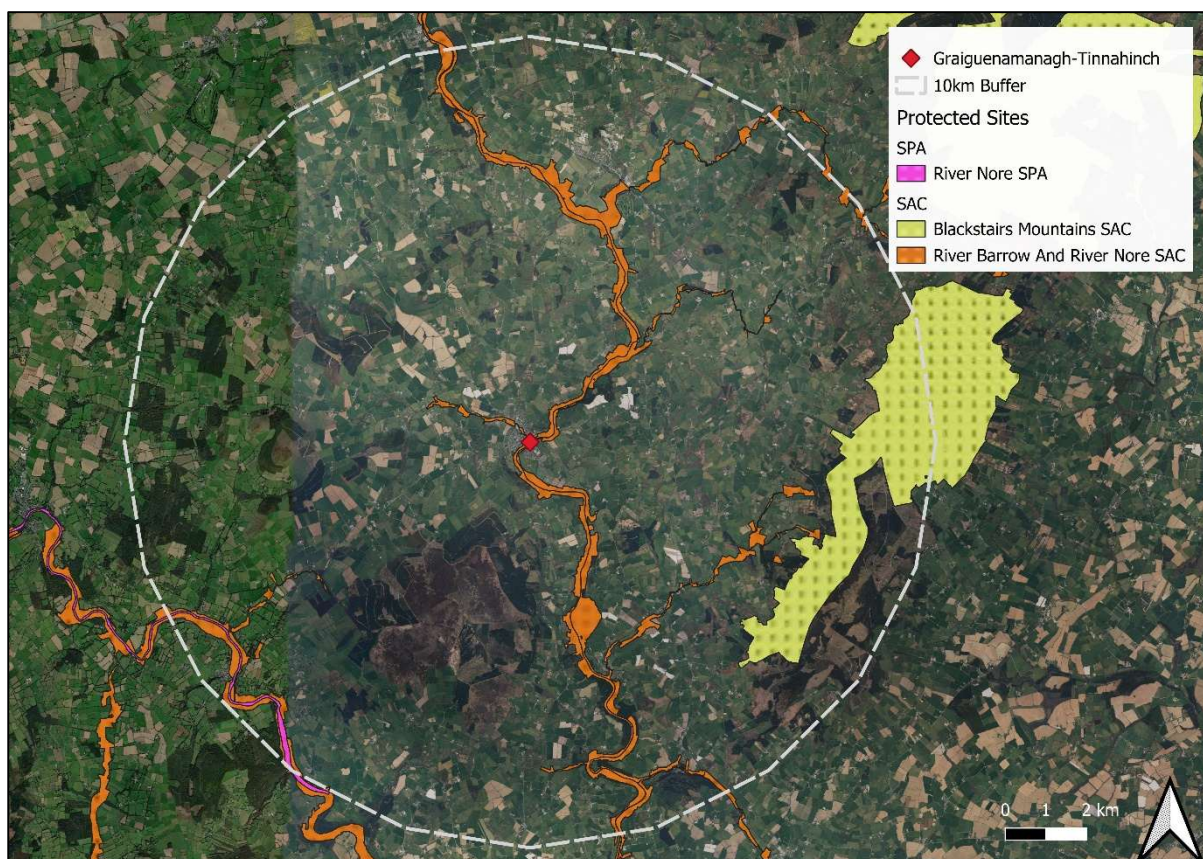 Graiguenamanagh-Tinnahinch
10km Buffer
Protected Sites
SPA
River Nore SPA
SAC
Blackstairs Mountains SAC
River Barrow And River Nore SAC
0 1 2 km